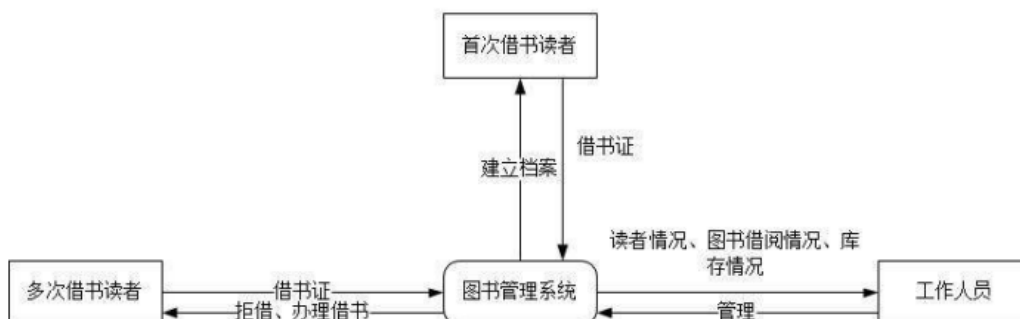 首次借书读者
借书证
建立档案
读者情况、图书借阅情况、库
存情况
多次借书读者
借书证
拒借、办理借书
图书管理系统
管理
工作人员